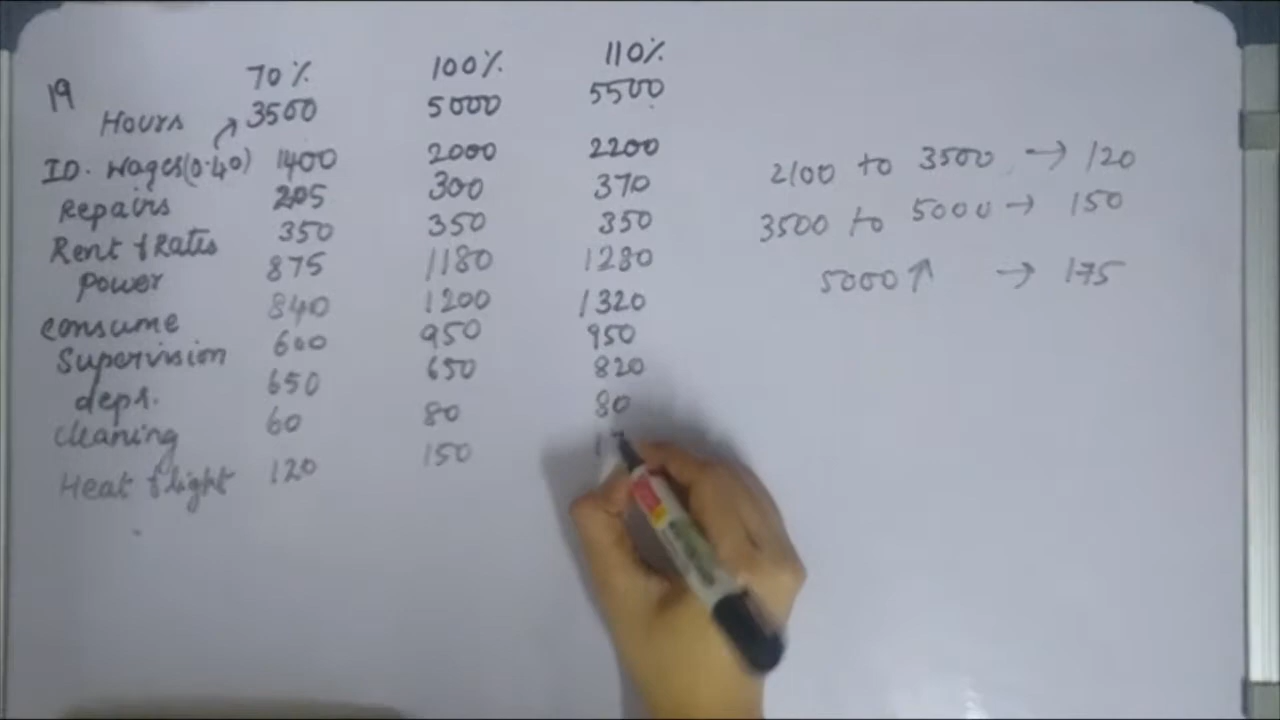 19 70% 100% 110%
Hours 3500 5000 5500
ID. Wages(0.40) 1400 2000 2200
Repairs 205 300 370
Rent & Rates 350 350 350
Power 875 1180 1280
Consume 840 1200 1320
Supervision 600 950 950
depr. 650 650 820
Cleaning 60 80 80
Heat & light 120 150
2100 to 3500 → 120
3500 to 5000 → 150
5000↑ → 175